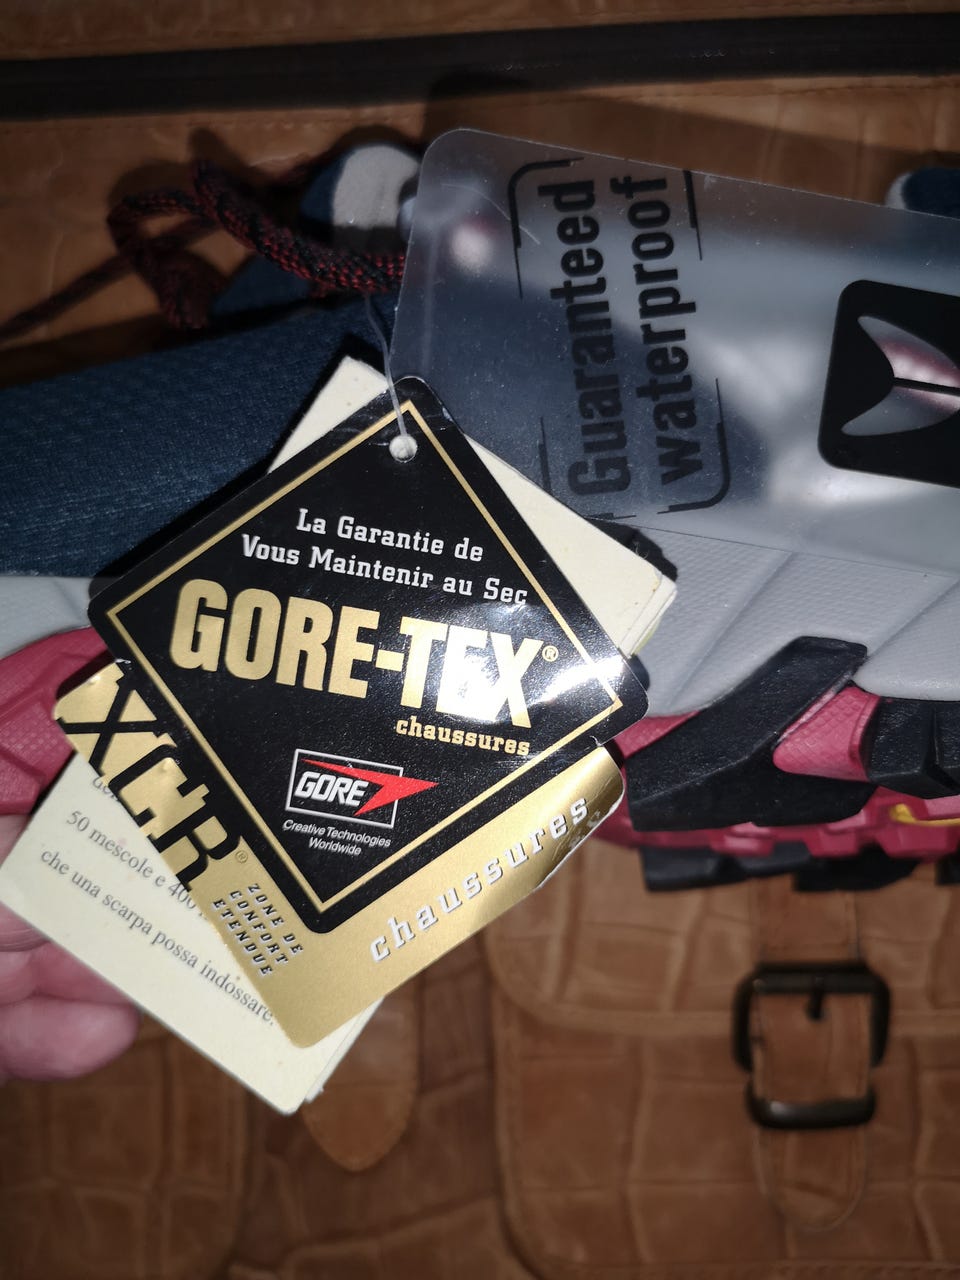 Guaranteed
waterproof
La Garantie de
Vous Maintenir au Sec
GORE-TEX®
chaussures
GORE
Creative Technologies
Worldwide
XCR®
ZONE DE
CONFORT
ETENDUE
chaussures
50 mescole e 400
che una scarpa possa indossare.